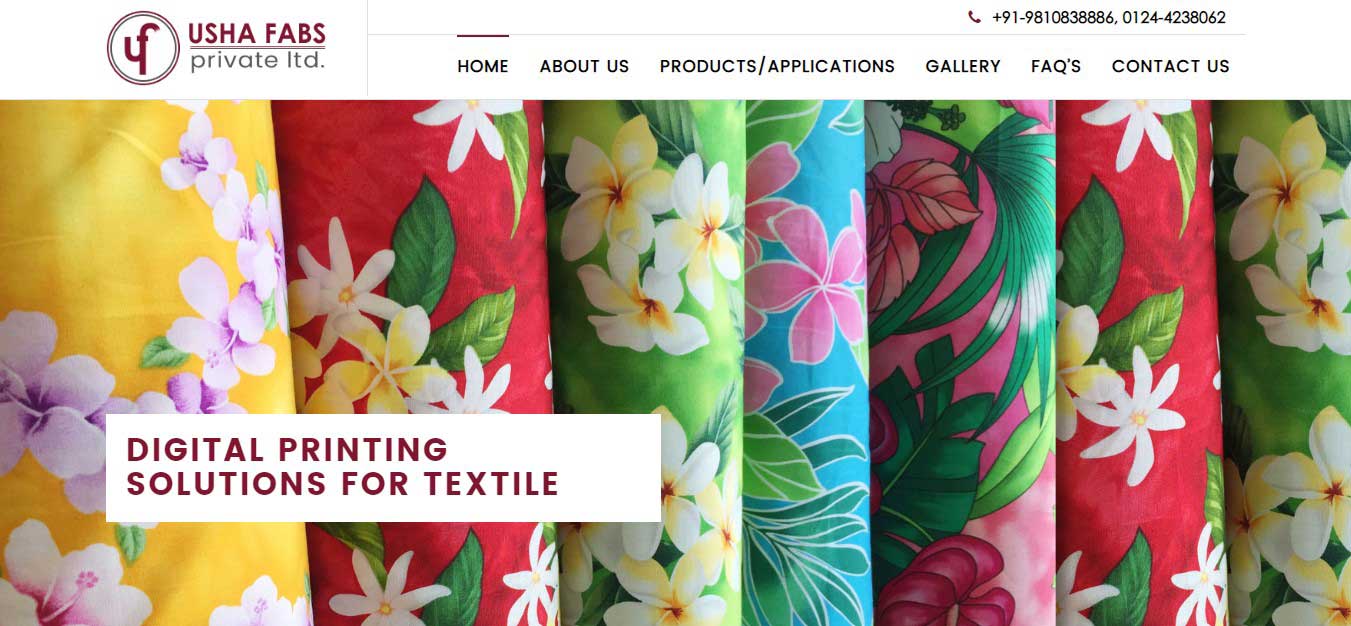 uf
USHA FABS
private ltd.
+91-9810838886, 0124-4238062
HOME ABOUT US PRODUCTS/APPLICATIONS GALLERY FAQ'S CONTACT US
DIGITAL PRINTING
SOLUTIONS FOR TEXTILE